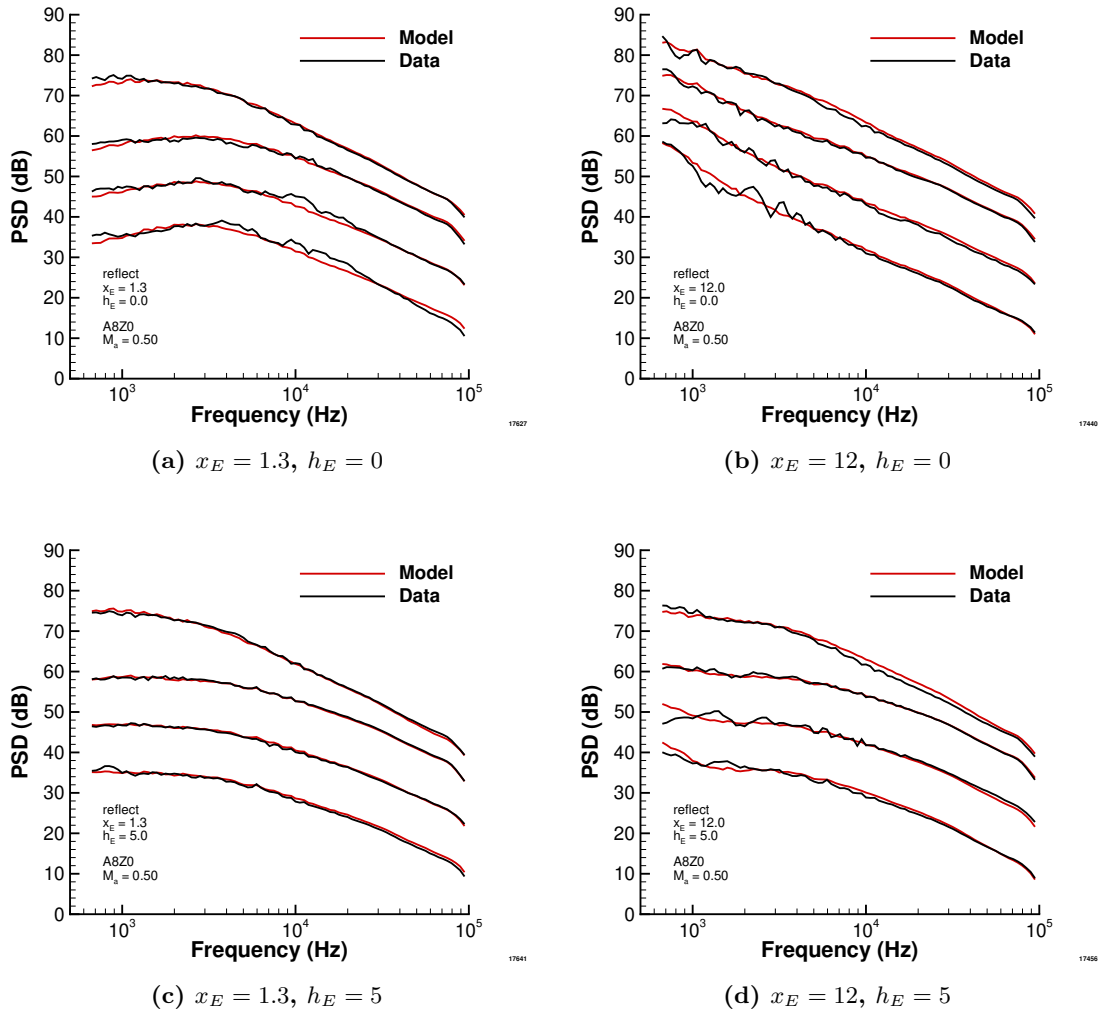 90
80
70
60
50
40
30
20
10
0
PSD (dB)
Model
Data
reflect
x_E = 1.3
h_E = 0.0
A8Z0
M_a = 0.50
10^3
10^4
10^5
Frequency (Hz)
17627
(a) x_E = 1.3, h_E = 0
90
80
70
60
50
40
30
20
10
0
PSD (dB)
Model
Data
reflect
x_E = 12.0
h_E = 0.0
A8Z0
M_a = 0.50
10^3
10^4
10^5
Frequency (Hz)
17440
(b) x_E = 12, h_E = 0
90
80
70
60
50
40
30
20
10
0
PSD (dB)
Model
Data
reflect
x_E = 1.3
h_E = 5.0
A8Z0
M_a = 0.50
10^3
10^4
10^5
Frequency (Hz)
17641
(c) x_E = 1.3, h_E = 5
90
80
70
60
50
40
30
20
10
0
PSD (dB)
Model
Data
reflect
x_E = 12.0
h_E = 5.0
A8Z0
M_a = 0.50
10^3
10^4
10^5
Frequency (Hz)
17456
(d) x_E = 12, h_E = 5